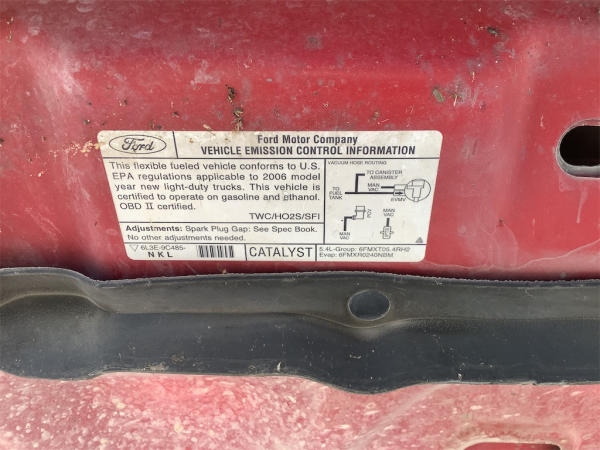 Ford
Ford Motor Company
VEHICLE EMISSION CONTROL INFORMATION
This flexible fueled vehicle conforms to U.S.
EPA regulations applicable to 2006 model
year new light-duty trucks. This vehicle is
certified to operate on gasoline and ethanol.
OBD II certified.
TWC/HO2S/SFI
Adjustments: Spark Plug Gap: See Spec Book.
No other adjustments needed.
VACUUM HOSE ROUTING
TO CANISTER
ASSEMBLY
TO
FUEL
TANK
MAN
VAC
EVMV
PCV
MAN
VAC
MAN
VAC
6L3E-9C485-
NKL
CATALYST
5.4L-Group: 6FMXT05.4RH2
Evap: 6FMXR0240NBM